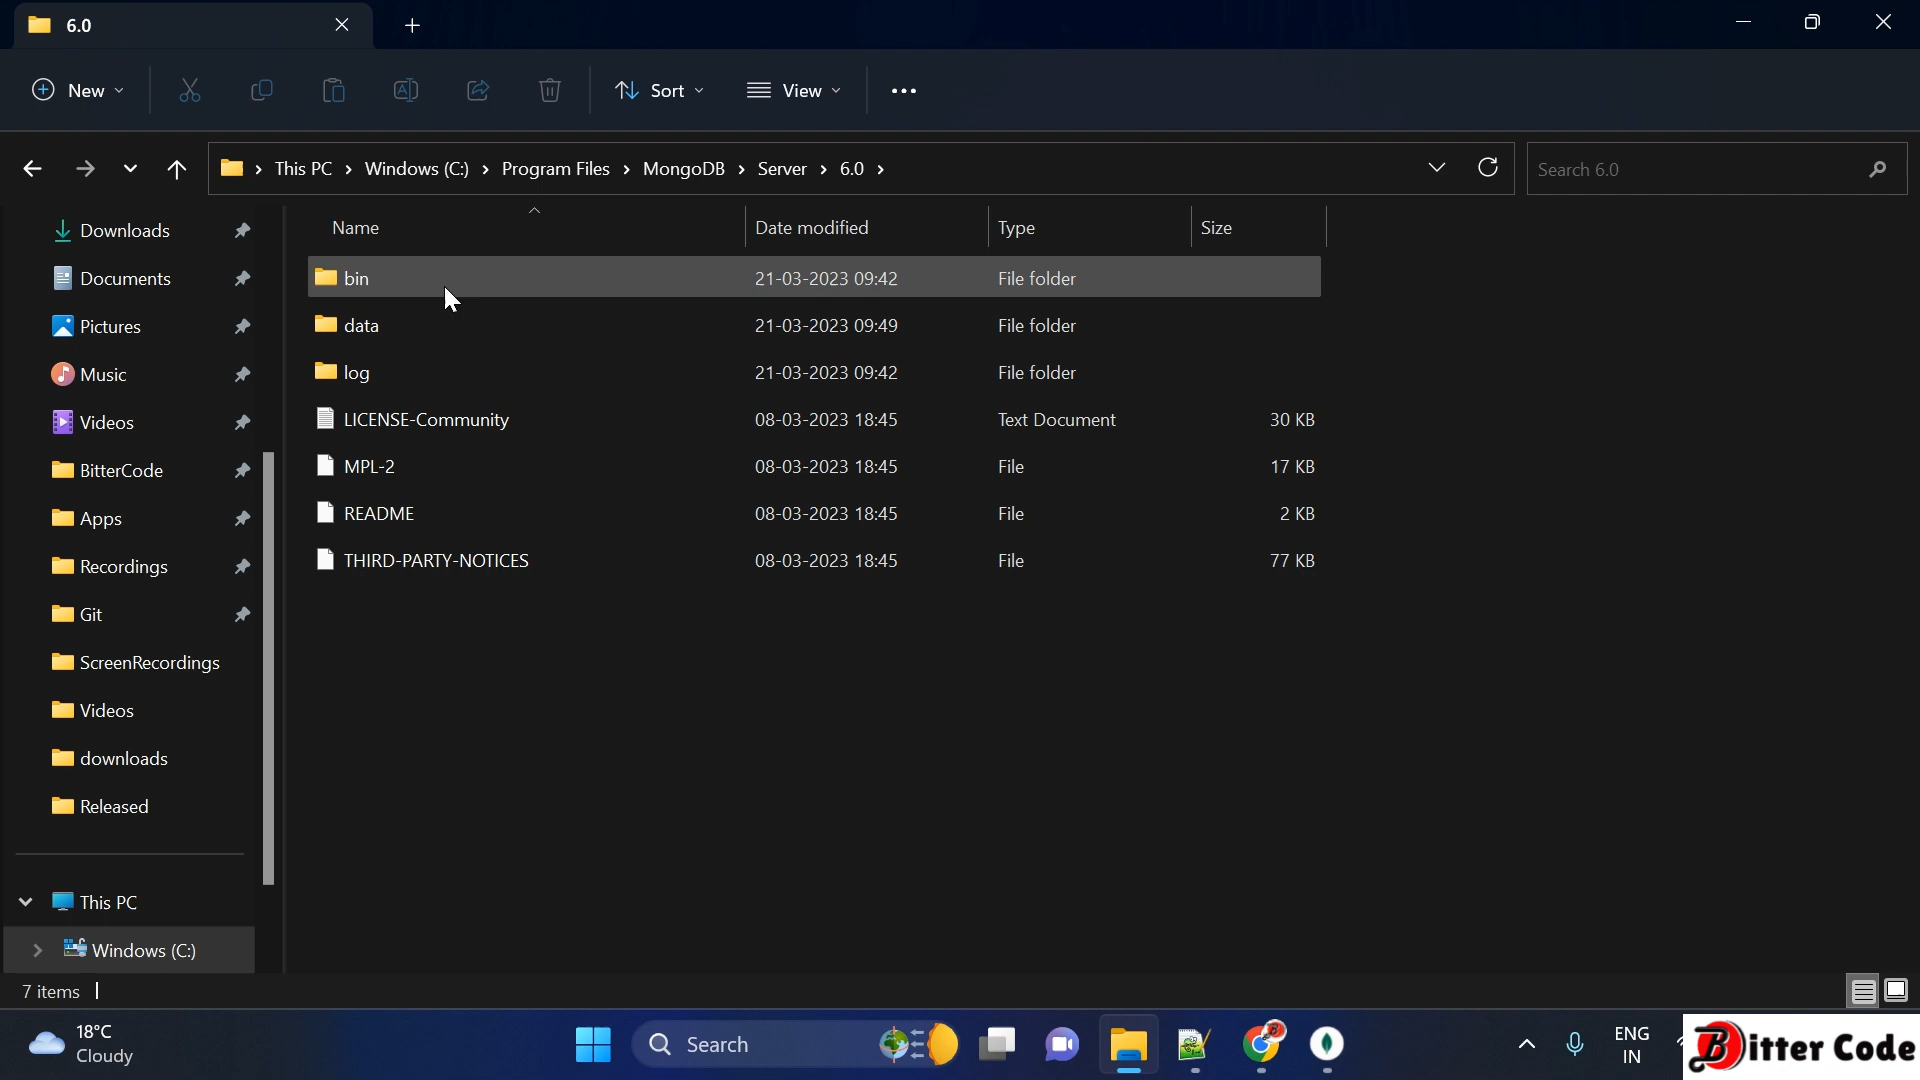 6.0
New
Sort
View
This PC
Windows (C:)
Program Files
MongoDB
Server
6.0
Search 6.0
Name
Date modified
Type
Size
bin 21-03-2023 09:42 File folder
data 21-03-2023 09:49 File folder
log 21-03-2023 09:42 File folder
LICENSE-Community 08-03-2023 18:45 Text Document 30 KB
MPL-2 08-03-2023 18:45 File 17 KB
README 08-03-2023 18:45 File 2 KB
THIRD-PARTY-NOTICES 08-03-2023 18:45 File 77 KB
Downloads
Documents
Pictures
Music
Videos
BitterCode
Apps
Recordings
Git
ScreenRecordings
Videos
downloads
Released
This PC
Windows (C:)
7 items
18°C
Cloudy
Search
ENG
IN
Bitter Code